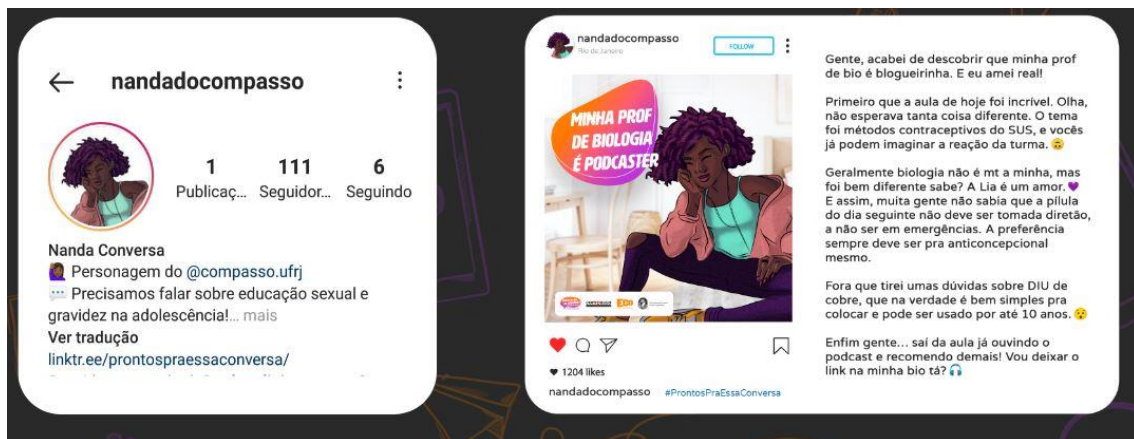 nandadocompasso
1 111 6
Publicaç... Seguidor... Seguindo
Nanda Conversa
🙋🏾‍♀️ Personagem do @compasso.ufrj
💬 Precisamos falar sobre educação sexual e
gravidez na adolescência!... mais
Ver tradução
linktr.ee/prontospraessaconversa/
nandadocompasso
Rio de Janeiro
FOLLOW
MINHA PROF
DE BIOLOGIA
É PODCASTER
1204 likes
nandadocompasso #ProntosPraEssaConversa
Gente, acabei de descobrir que minha prof
de bio é blogueirinha. E eu amei real!
Primeiro que a aula de hoje foi incrível. Olha,
não esperava tanta coisa diferente. O tema
foi métodos contraceptivos do SUS, e vocês
já podem imaginar a reação da turma. 🙃
Geralmente biologia não é mt a minha, mas
foi bem diferente sabe? A Lia é um amor. 💜
E assim, muita gente não sabia que a pílula
do dia seguinte não deve ser tomada diretão,
a não ser em emergências. A preferência
sempre deve ser pra anticoncepcional
mesmo.
Fora que tirei umas dúvidas sobre DIU de
cobre, que na verdade é bem simples pra
colocar e pode ser usado por até 10 anos. 😯
Enfim gente... saí da aula já ouvindo o
podcast e recomendo demais! Vou deixar o
link na minha bio tá? 🎧